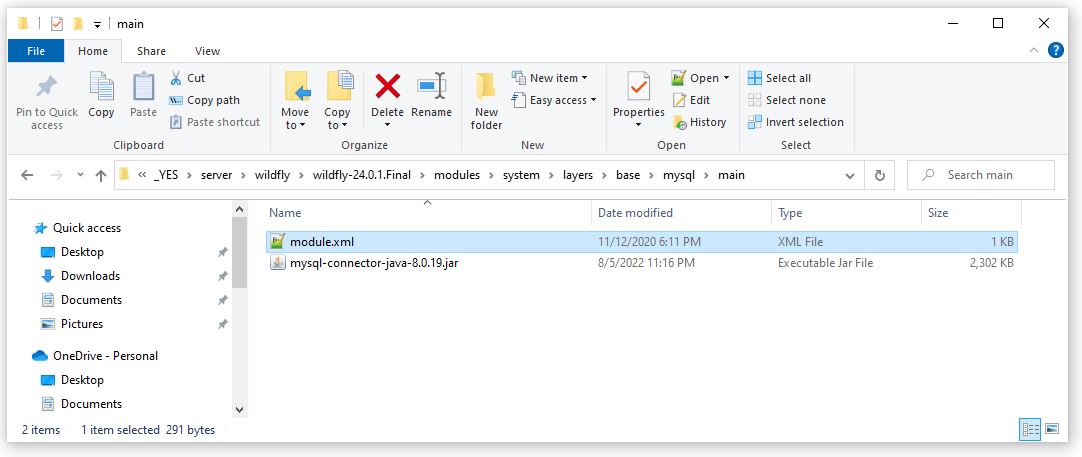 main
File Home Share View
Pin to Quick access
Copy
Paste
Cut
Copy path
Paste shortcut
Clipboard
Move to
Copy to
Delete
Rename
Organize
New folder
New item
Easy access
New
Properties
Open
Edit
History
Open
Select all
Select none
Invert selection
Select
« _YES > server > wildfly > wildfly-24.0.1.Final > modules > system > layers > base > mysql > main
Search main
Name Date modified Type Size
module.xml 11/12/2020 6:11 PM XML File 1 KB
mysql-connector-java-8.0.19.jar 8/5/2022 11:16 PM Executable Jar File 2,302 KB
Quick access
Desktop
Downloads
Documents
Pictures
OneDrive - Personal
Desktop
Documents
2 items 1 item selected 291 bytes